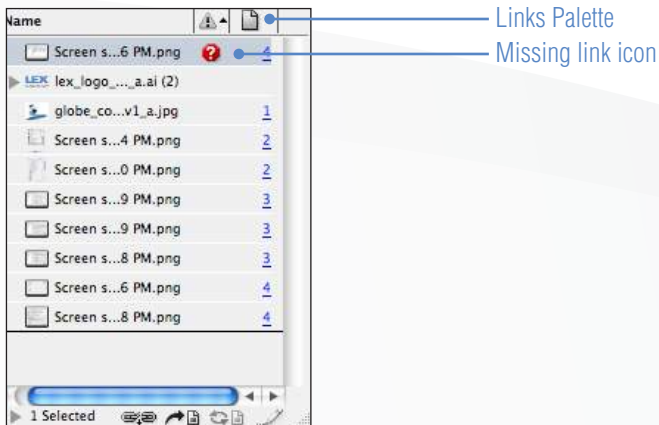 Name
Links Palette
Screen s...6 PM.png 4
Missing link icon
LEX lex_logo_..._a.ai (2)
globe_co...v1_a.jpg 1
Screen s...4 PM.png 2
Screen s...0 PM.png 2
Screen s...9 PM.png 3
Screen s...9 PM.png 3
Screen s...8 PM.png 3
Screen s...6 PM.png 4
Screen s...8 PM.png 4
1 Selected